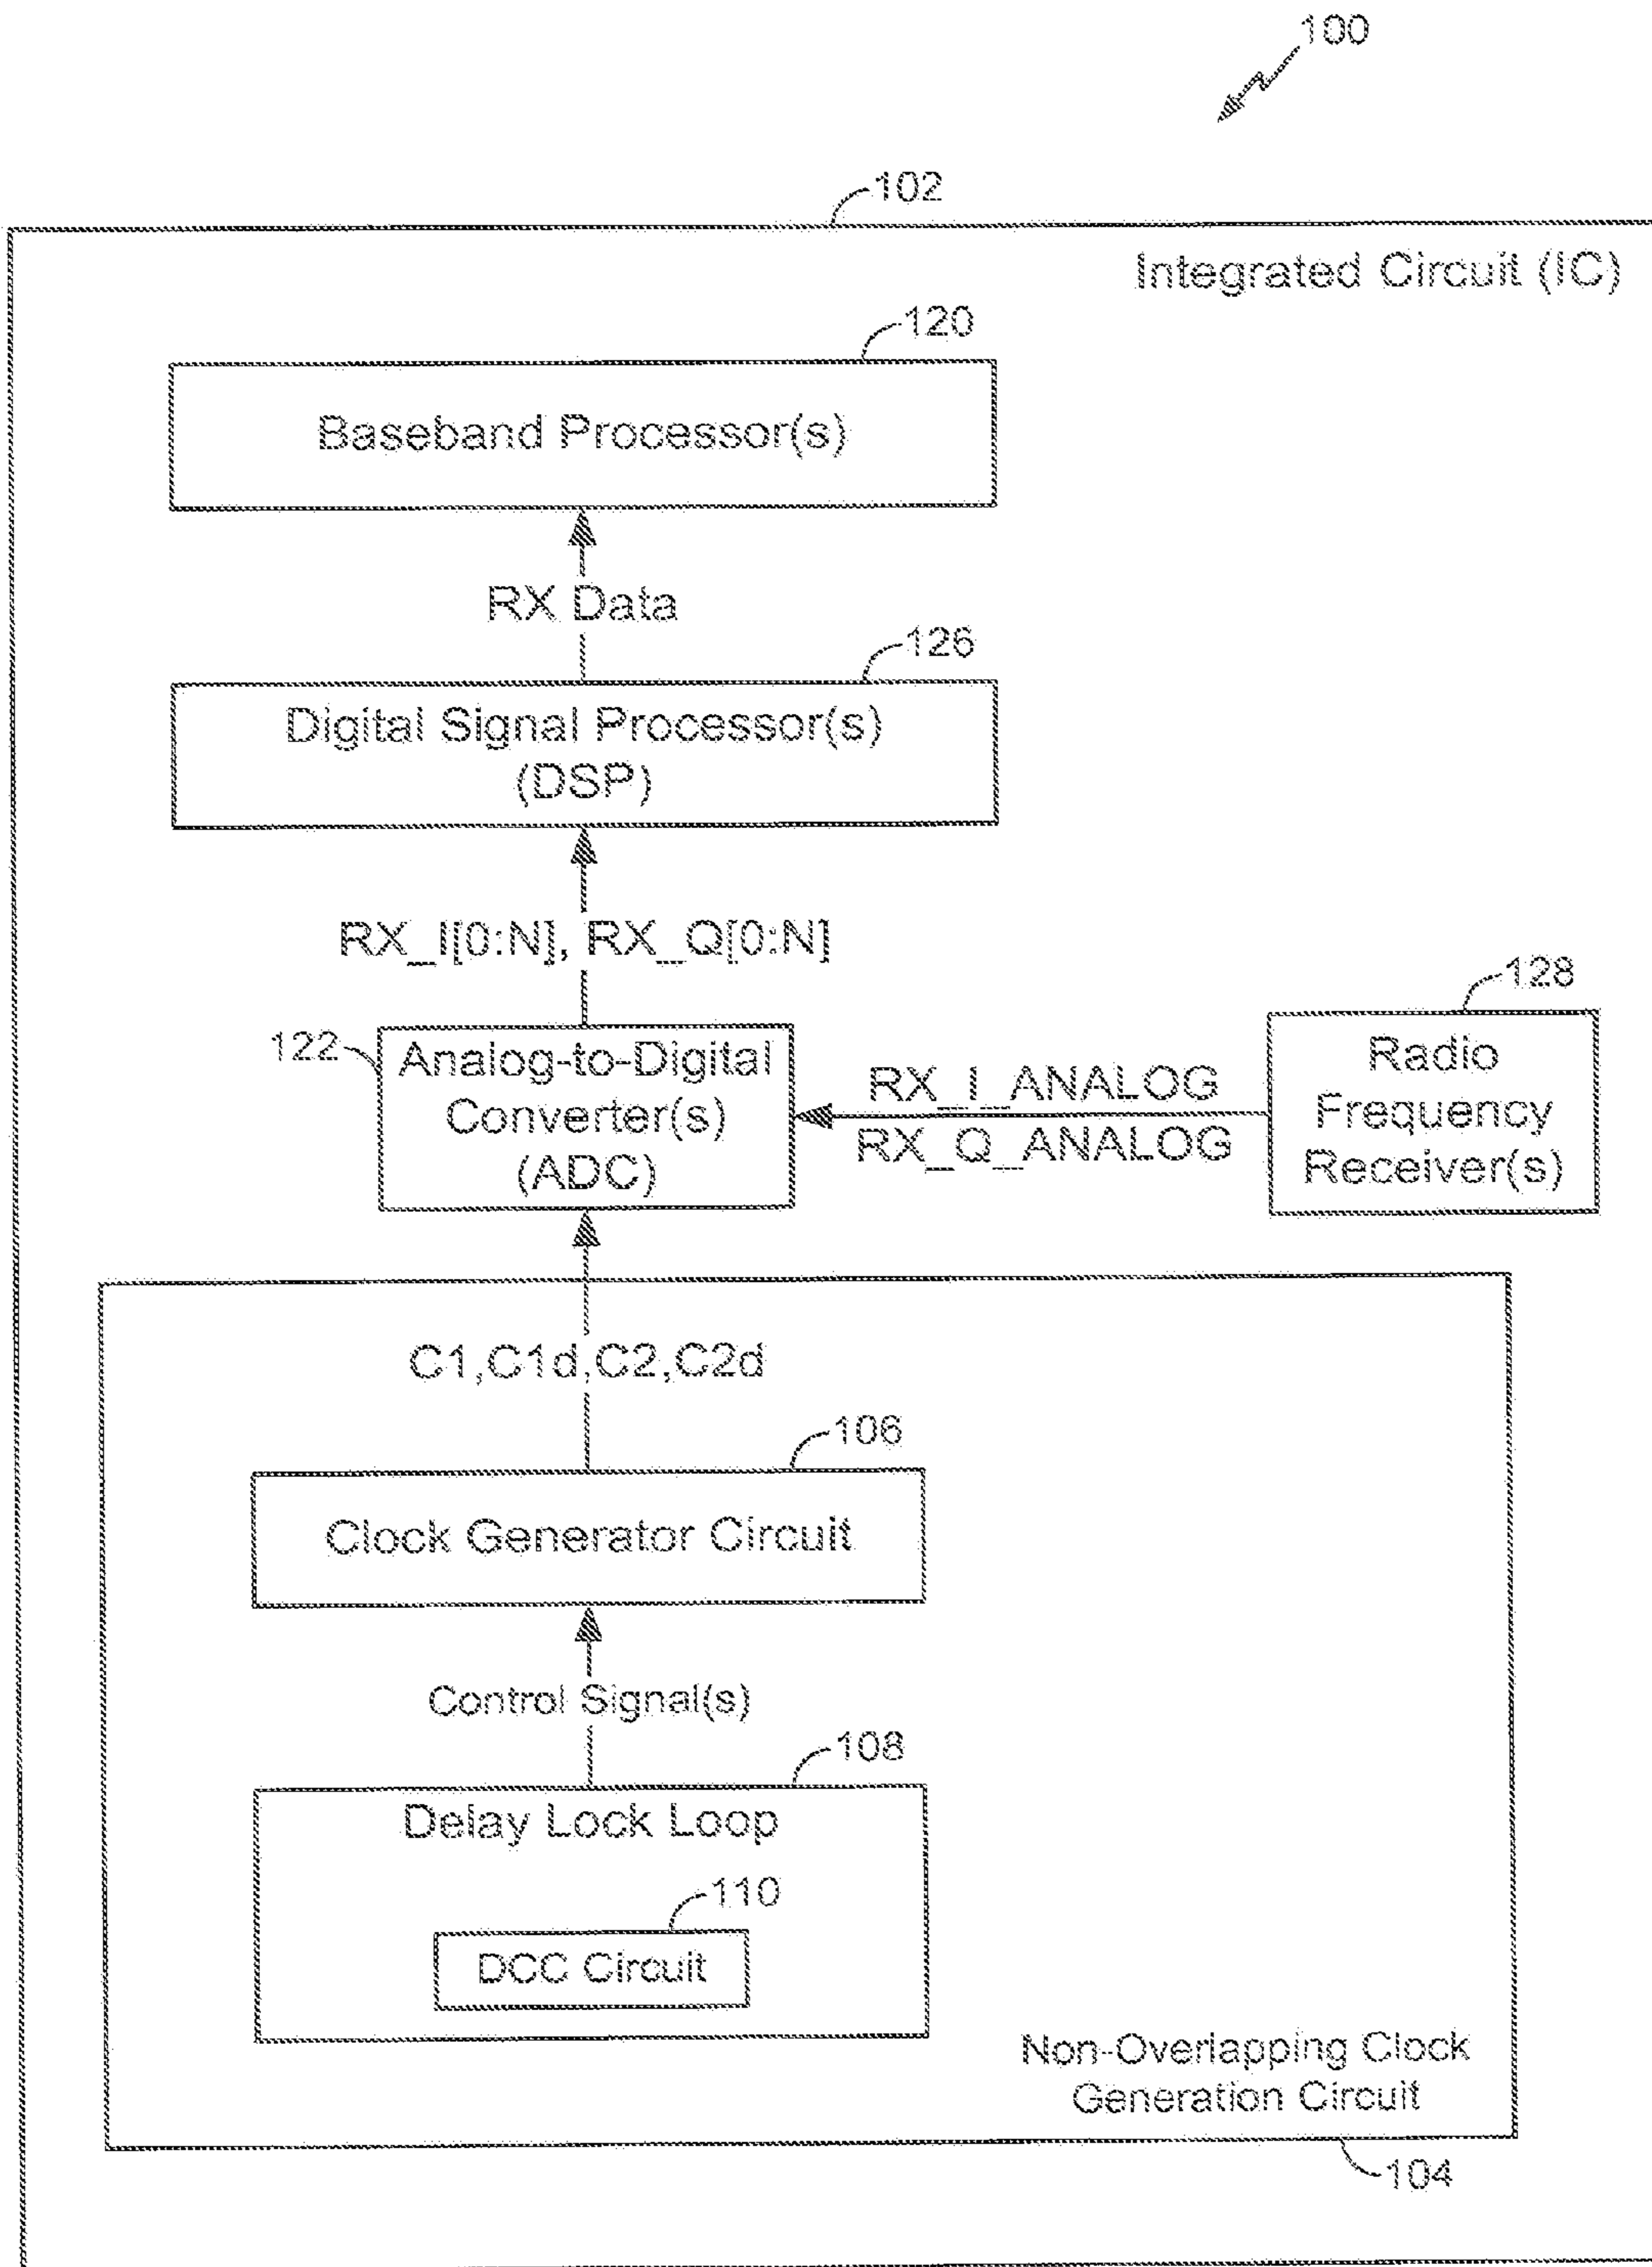 100
102
Integrated Circuit (IC)
120
Baseband Processor(s)
RX Data
126
Digital Signal Processor(s)
(DSP)
RX_I[0:N], RX_Q[0:N]
128
122
Analog-to-Digital
Converter(s)
(ADC)
RX_I_ANALOG
RX_Q_ANALOG
Radio
Frequency
Receiver(s)
C1,C1d,C2,C2d
106
Clock Generator Circuit
Control Signal(s)
108
Delay Lock Loop
110
DCC Circuit
Non-Overlapping Clock
Generation Circuit
104